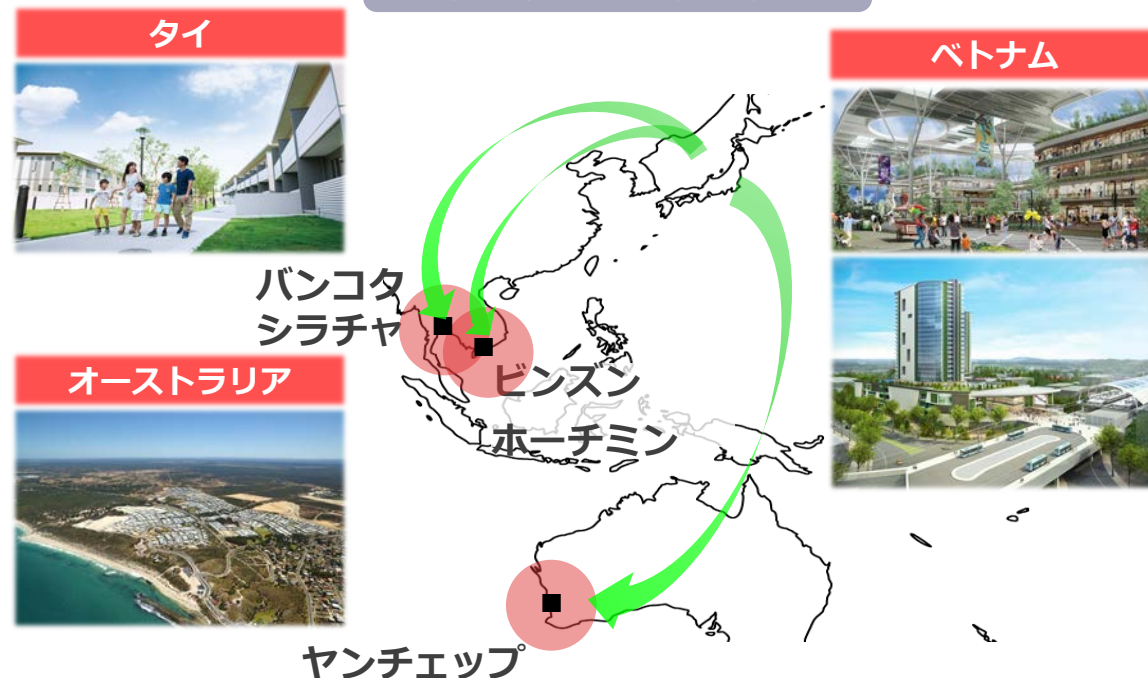 タイ
ベトナム
バンコク
シラチャ
オーストラリア
ビンズン
ホーチミン
ヤンチェップ